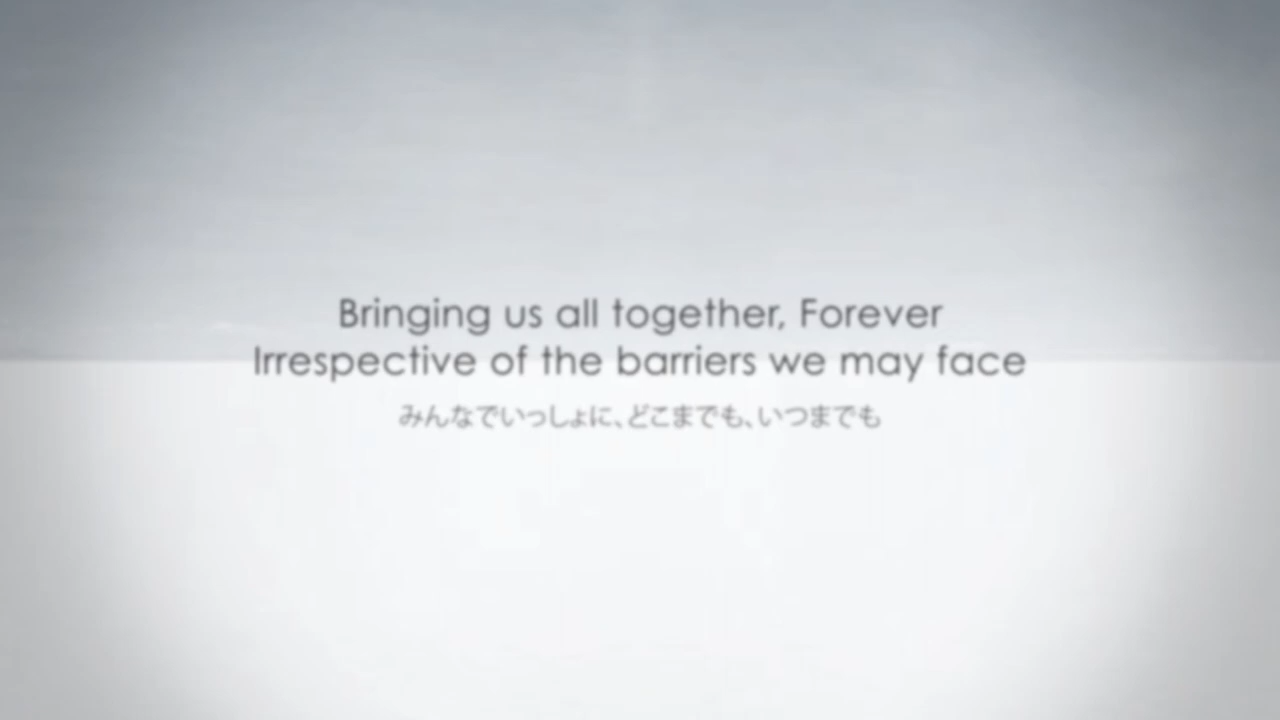 Bringing us all together, Forever
Irrespective of the barriers we may face
みんなでいっしょに、どこまでも、いつまでも